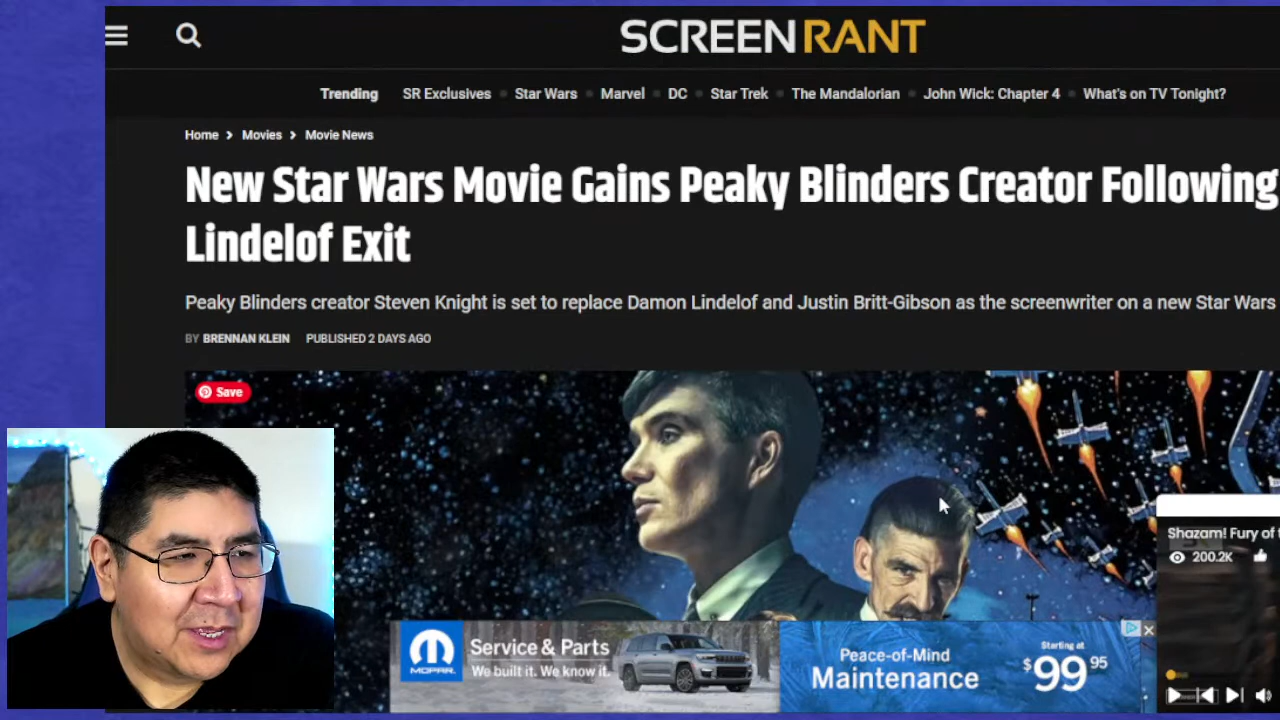 SCREENRANT
Trending SR Exclusives Star Wars Marvel DC Star Trek The Mandalorian John Wick: Chapter 4 What's on TV Tonight?
Home > Movies > Movie News
New Star Wars Movie Gains Peaky Blinders Creator Following
Lindelof Exit
Peaky Blinders creator Steven Knight is set to replace Damon Lindelof and Justin Britt-Gibson as the screenwriter on a new Star Wars
BY BRENNAN KLEIN PUBLISHED 2 DAYS AGO
Save
Shazam! Fury of
200.2K
MOPAR
Service & Parts
We built it. We know it.
Peace-of-Mind
Maintenance
Starting at
$99.95